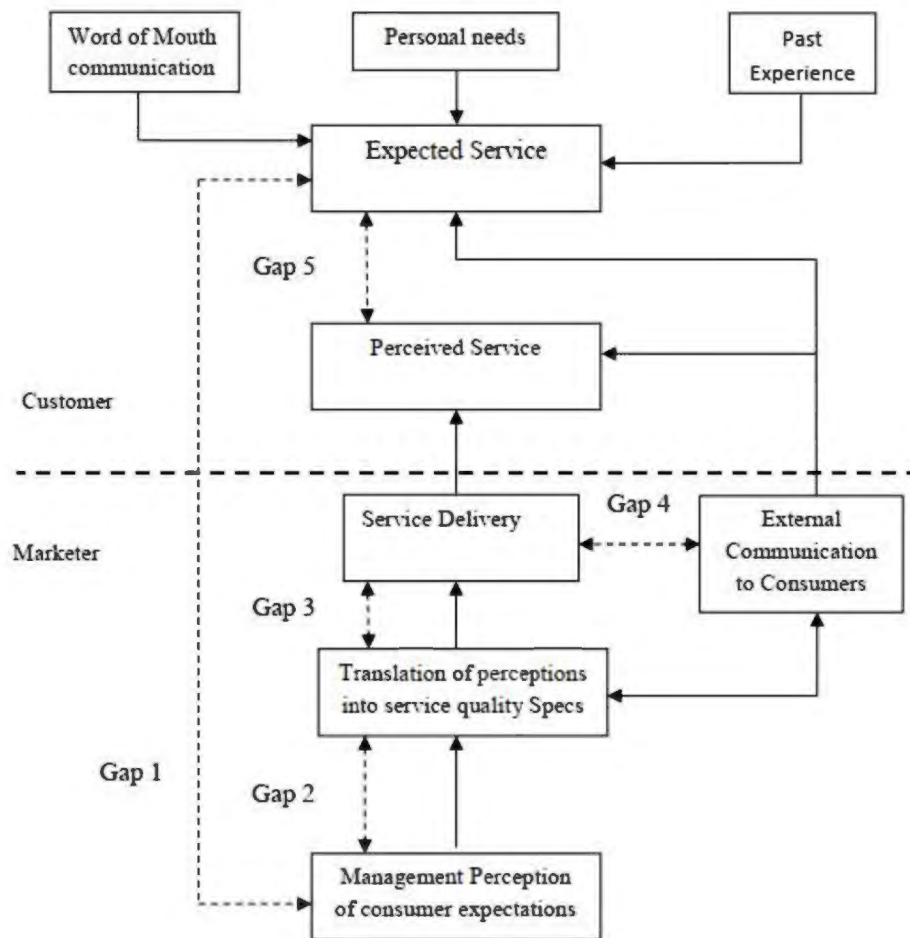 Word of Mouth
communication
Personal needs
Past
Experience
Expected Service
Gap 5
Perceived Service
Customer
Marketer
Service Delivery
Gap 4
External
Communication
to Consumers
Gap 3
Translation of perceptions
into service quality Specs
Gap 1
Gap 2
Management Perception
of consumer expectations